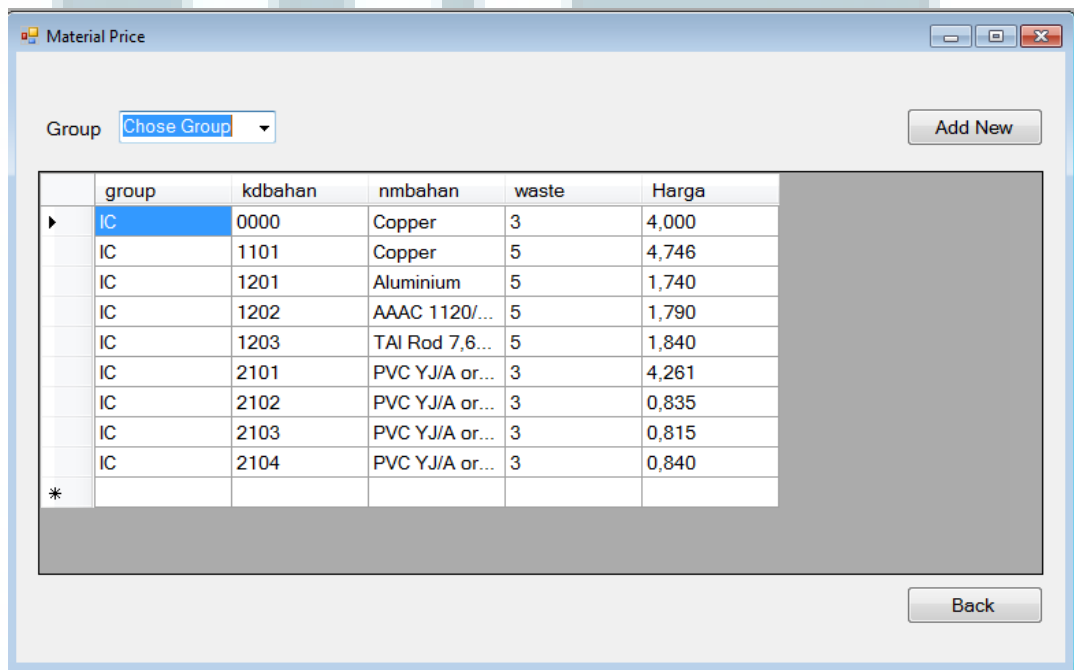 Material Price
Group Chose Group Add New
group kdbahan nmbahan waste Harga
IC 0000 Copper 3 4,000
IC 1101 Copper 5 4,746
IC 1201 Aluminium 5 1,740
IC 1202 AAAC 1120/... 5 1,790
IC 1203 TAI Rod 7,6... 5 1,840
IC 2101 PVC YJ/A or... 3 4,261
IC 2102 PVC YJ/A or... 3 0,835
IC 2103 PVC YJ/A or... 3 0,815
IC 2104 PVC YJ/A or... 3 0,840
Back